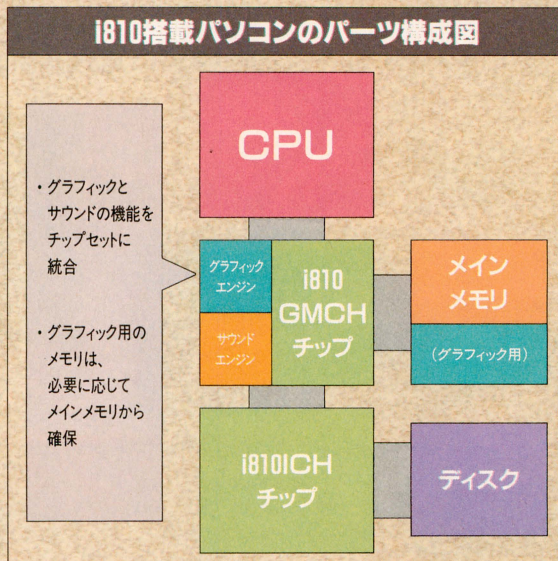 i810搭載パソコンのパーツ構成図
CPU
・グラフィックと
サウンドの機能を
チップセットに
統合
・グラフィック用の
メモリは、
必要に応じて
メインメモリから
確保
グラフィック
エンジン
サウンド
エンジン
i810
GMCH
チップ
メイン
メモリ
(グラフィック用)
i810ICH
チップ
ディスク